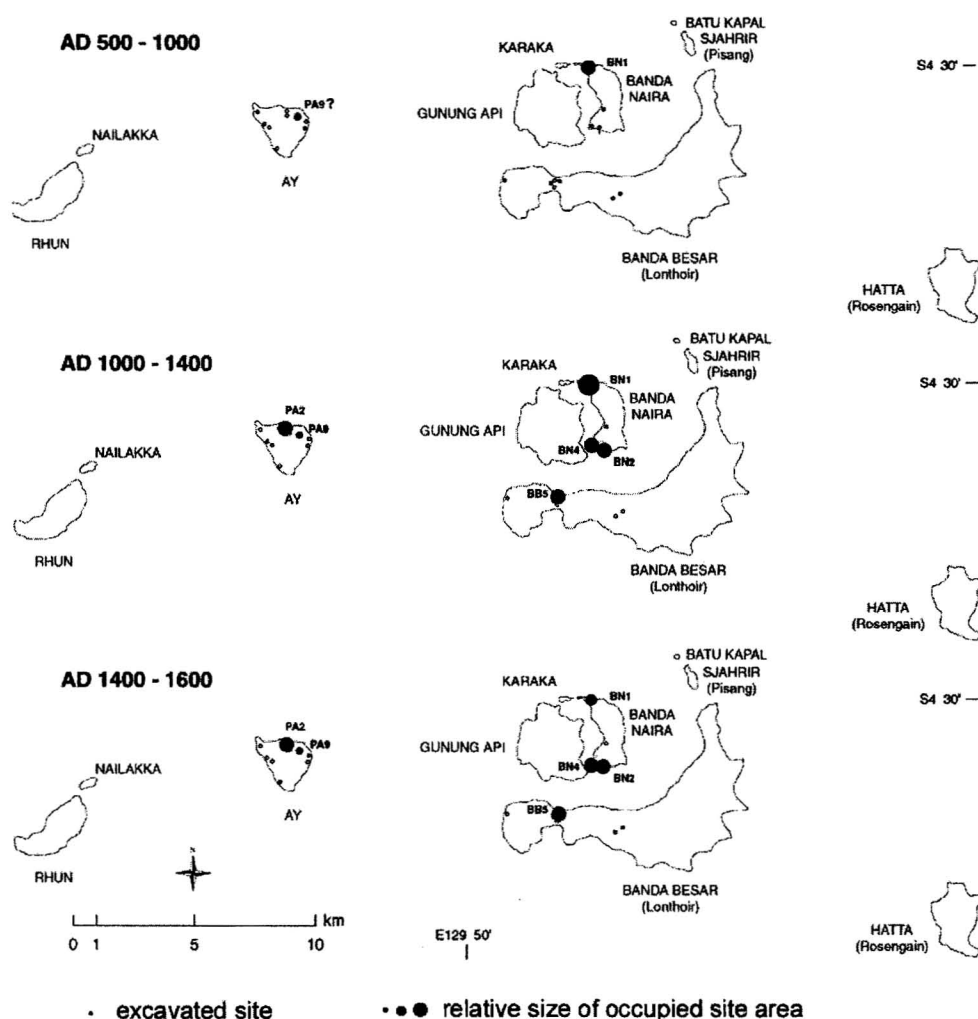 AD 500 - 1000
BATU KAPAL
SJAHRIR
(Pisang)
KARAKA
BN1
BANDA
NAIRA
S4 30'
GUNUNG API
PA9?
NAILAKKA
AY
RHUN
BANDA BESAR
(Lonthoir)
HATTA
(Rosengain)
AD 1000 - 1400
BATU KAPAL
SJAHRIR
(Pisang)
KARAKA
BN1
BANDA
NAIRA
S4 30'
GUNUNG API
PA2
PA9
BN4
BN2
NAILAKKA
BB5
AY
RHUN
BANDA BESAR
(Lonthoir)
HATTA
(Rosengain)
AD 1400 - 1600
BATU KAPAL
SJAHRIR
(Pisang)
KARAKA
BN1
BANDA
NAIRA
S4 30'
GUNUNG API
PA2
PA9
BN4
BN2
NAILAKKA
BB5
AY
N
RHUN
BANDA BESAR
(Lonthoir)
HATTA
(Rosengain)
km
0 1 5 10
E129 50'
excavated site
relative size of occupied site area